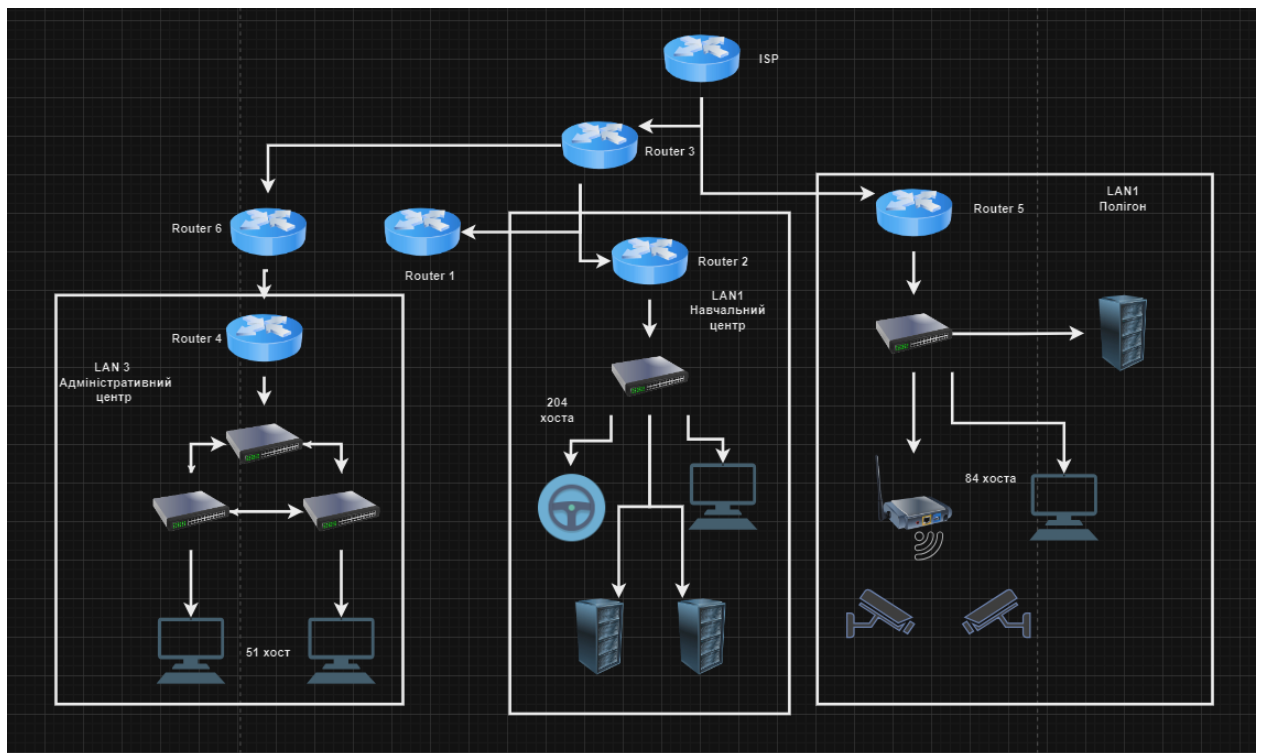 ISP
Router 3
Router 6
Router 1
Router 2
Router 5
LAN1
Полігон
LAN1
Навчальний
центр
Router 4
LAN 3
Адміністративний
центр
204
хоста
84 хоста
51 хост